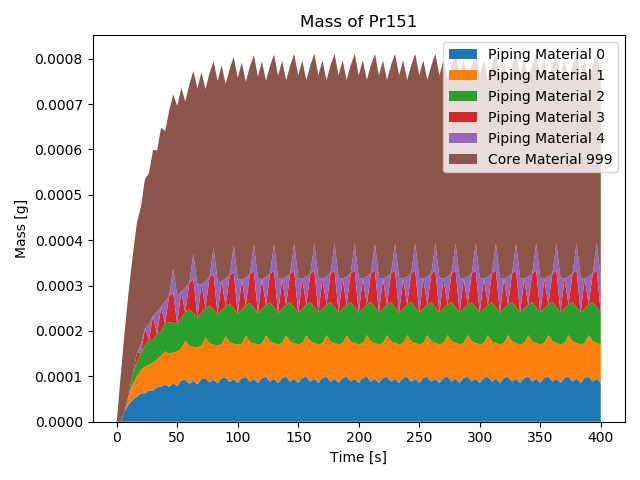 Mass of Pr151
Piping Material 0
Piping Material 1
Piping Material 2
Piping Material 3
Piping Material 4
Core Material 999
Mass [g]
0.0008
0.0007
0.0006
0.0005
0.0004
0.0003
0.0002
0.0001
0.0000
0 50 100 150 200 250 300 350 400
Time [s]